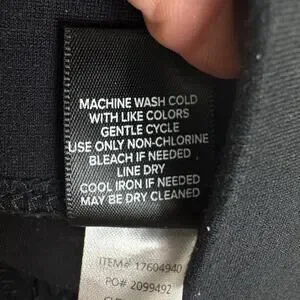 MACHINE WASH COLD
WITH LIKE COLORS
GENTLE CYCLE
USE ONLY NON-CHLORINE
BLEACH IF NEEDED
LINE DRY
COOL IRON IF NEEDED
MAY BE DRY CLEANED
ITEM# 17604940
PO# 2099492